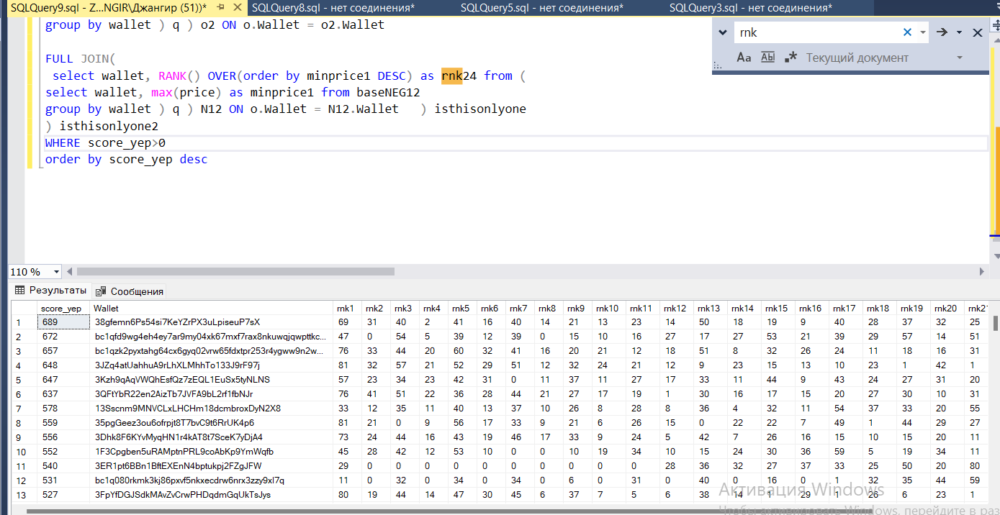 SQLQuery9.sql - Z...NGIR\Джангир (51))* SQLQuery8.sql - нет соединения* SQLQuery5.sql - нет соединения* SQLQuery3.sql - нет соединения*
group by wallet ) q ) o2 ON o.Wallet = o2.Wallet
rnk
Aa Abl Текущий документ
FULL JOIN(
select wallet, RANK() OVER(order by minprice1 DESC) as rnk24 from (
select wallet, max(price) as minprice1 from baseNEG12
group by wallet ) q ) N12 ON o.Wallet = N12.Wallet ) isthisonlyone
) isthisonlyone2
WHERE score_yep>0
order by score_yep desc
110 %
Результаты Сообщения
score_yep Wallet rnk1 rnk2 rnk3 rnk4 rnk5 rnk6 rnk7 rnk8 rnk9 rnk10 rnk11 rnk12 rnk13 rnk14 rnk15 rnk16 rnk17 rnk18 rnk19 rnk20
1 689 38gfemn6Ps54si7KeYZrPX3uLpiseuP7sX 69 31 40 2 41 16 40 14 21 13 23 14 50 18 19 9 40 28 37 32 25
2 672 bc1qfd9wg4eh4ey7ar9my04xk67mxf7rax8nkuwqjqwpttkc... 47 0 54 5 39 12 39 0 15 10 16 27 17 27 53 21 39 29 57 14 51
3 657 bc1qzk2pyxtahg64cx6gyq02vrw65fdxtpr253r4ygww9n2w... 76 33 44 20 60 32 41 16 20 21 12 18 51 8 32 26 24 11 18 16 31
4 648 3JZq4atUahhuA9rLhXLMhhTo133J9rF97j 81 32 57 21 52 29 51 12 32 24 21 12 9 23 15 13 10 23 1 42 1
5 647 3Kzh9qAqVWQhEsfQz7zEQL1EuSx5tyNLNS 57 23 34 23 42 31 0 11 37 11 27 17 33 11 44 9 43 24 27 31 20
6 637 3QFtYbR22en2AizTb7JVFA9bL2rf1fbNJr 76 41 51 22 36 28 44 21 27 17 19 1 30 16 17 15 20 27 30 10 31
7 578 13Sscnm9MNVCLxLHCHm18dcmbroxDyN2X8 33 12 35 11 40 13 37 10 26 8 28 8 36 4 32 11 54 37 33 20 55
8 559 35pgGeez3ou6ofrpjt8T7bvC9t6RrUK4p6 81 21 0 9 56 17 33 9 21 6 26 15 0 22 22 7 49 1 44 29 27
9 556 3Dhk8F6KYvMyqHN1r4kAT8t7SceK7yDjA4 73 24 44 16 43 19 46 17 33 9 24 5 42 7 26 16 15 10 15 20 11
10 552 1F3Cpgben5uRAMptnPRL9coAbKp9YmWqfb 45 28 42 12 53 10 0 0 10 19 34 10 15 24 30 36 59 5 19 34 11
11 540 3ER1pt6BBn1BftEXEnN4bptukpj2FZgJFW 29 0 0 0 0 0 0 0 0 0 0 28 36 32 27 37 33 25 50 20 80
12 531 bc1q080rkmk3kj86pxvf5nkxecdrw6nrx3zzy9xl7q 11 0 32 0 34 0 34 0 6 0 31 0 40 0 16 0 1 32 35 44 59
13 527 3FpYfDGJSdkMAvZvCrwPHDqdmGqUkTsJys 80 19 44 14 47 30 45 6 37 7 5 6 38 14 1 29 1 26 6 23 1
Активация Windows
Чтобы активировать Windows, перейдите в раз